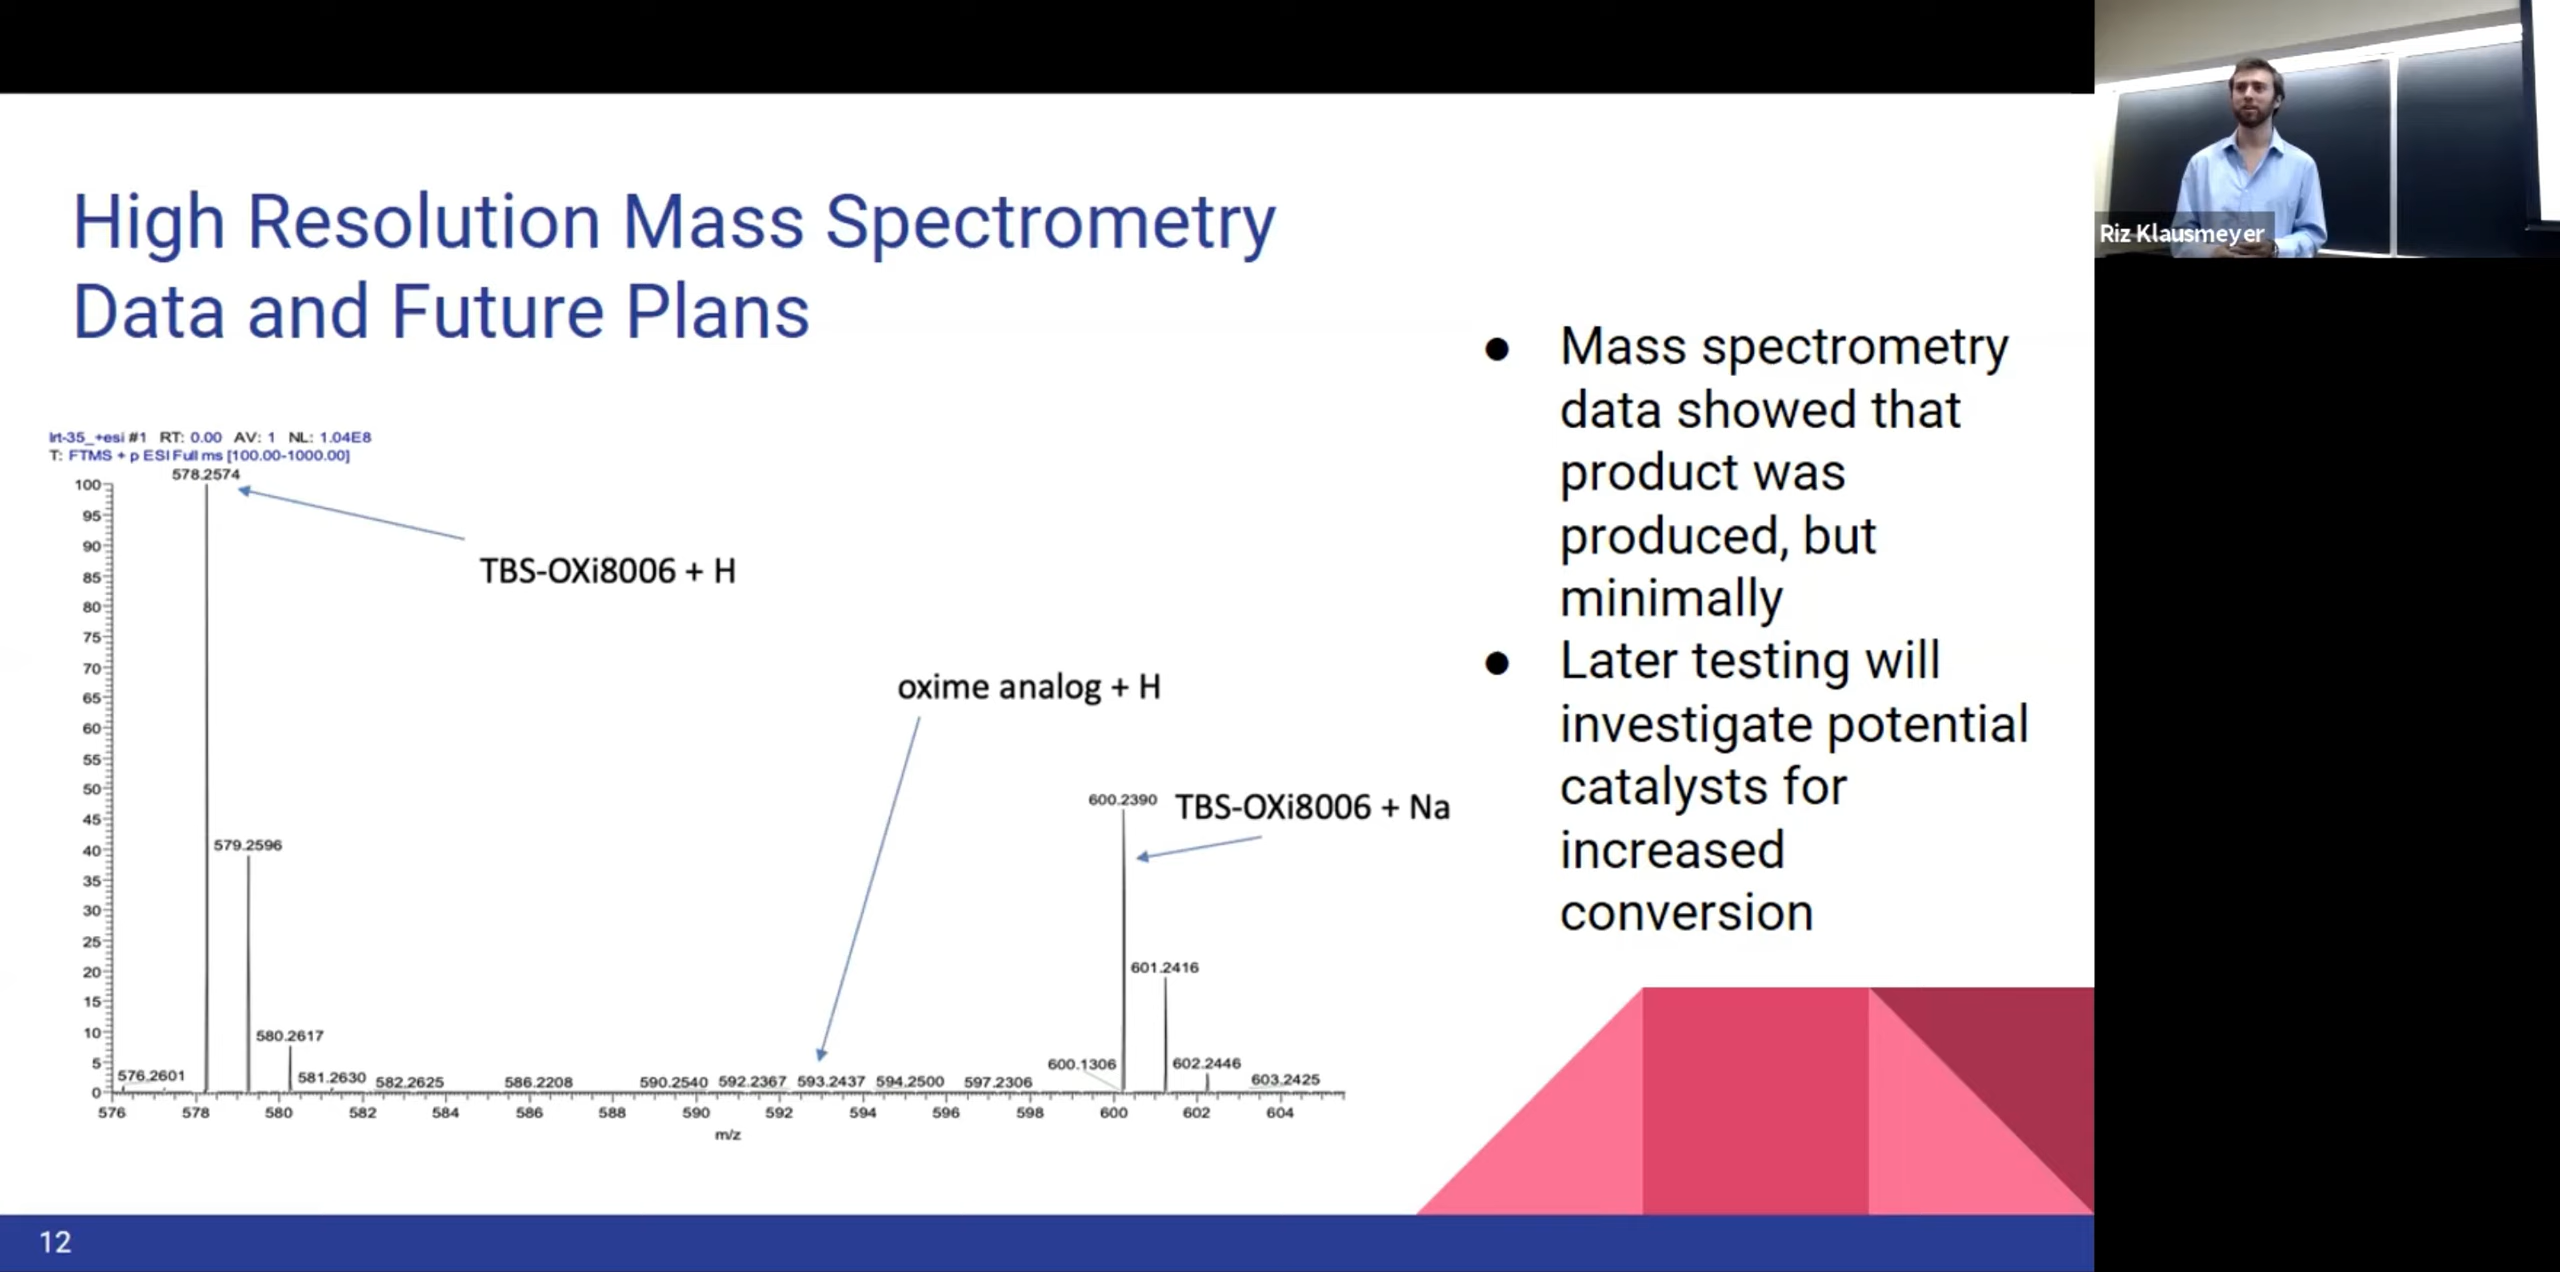 High Resolution Mass Spectrometry
Data and Future Plans
lrt-35_+esi #1 RT: 0.00 AV: 1 NL: 1.04E8
T: FTMS + p ESI Full ms [100.00-1000.00]
578.2574
TBS-OXi8006 + H
oxime analog + H
600.2390
TBS-OXi8006 + Na
579.2596
601.2416
580.2617
600.1306
602.2446
576.2601
581.2630
582.2625
586.2208
590.2540
592.2367
593.2437
594.2500
597.2306
603.2425
100
95
90
85
80
75
70
65
60
55
50
45
40
35
30
25
20
15
10
5
0
576 578 580 582 584 586 588 590 592 594 596 598 600 602 604
m/z
● Mass spectrometry
data showed that
product was
produced, but
minimally
● Later testing will
investigate potential
catalysts for
increased
conversion
12
Riz Klausmeyer